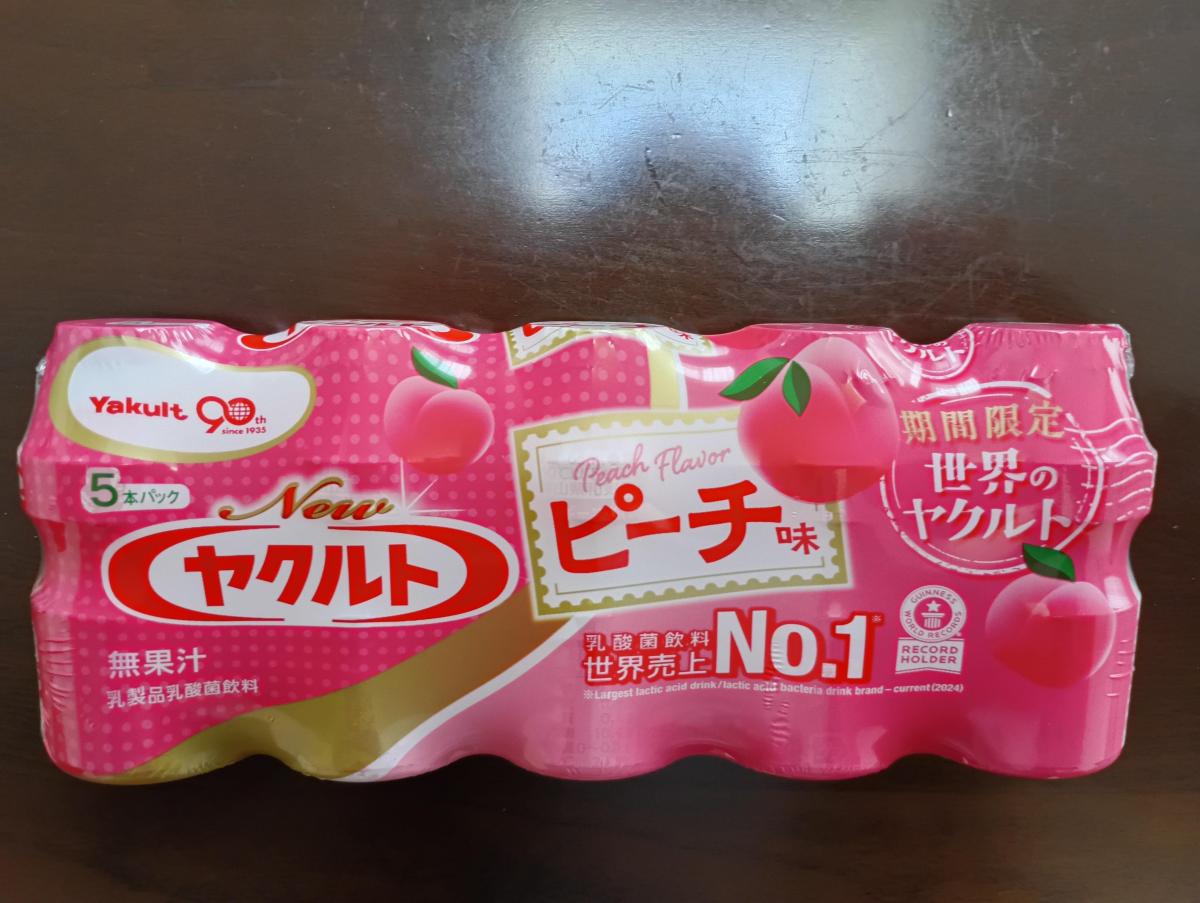 Yakult 90th
since 1935
5本パック
New
ヤクルト
無果汁
乳製品乳酸菌飲料
Peach Flavor
ピーチ味
期間限定
世界の
ヤクルト
乳酸菌飲料
世界売上 No.1※
※Largest lactic acid drink/lactic acid bacteria drink brand – current (2024)
GUINNESS
WORLD RECORDS
RECORD
HOLDER